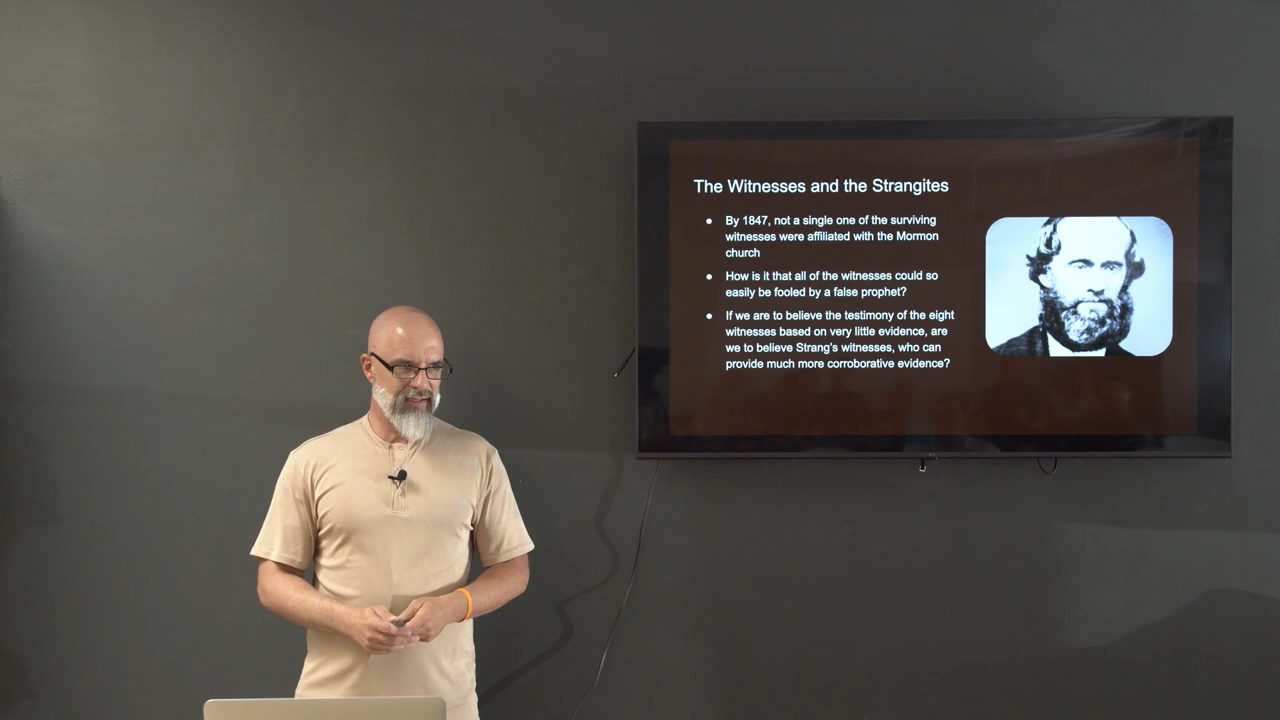 The Witnesses and the Strangites
● By 1847, not a single one of the surviving
witnesses were affiliated with the Mormon
church
● How is it that all of the witnesses could so
easily be fooled by a false prophet?
● If we are to believe the testimony of the eight
witnesses based on very little evidence, are
we to believe Strang's witnesses, who can
provide much more corroborative evidence?